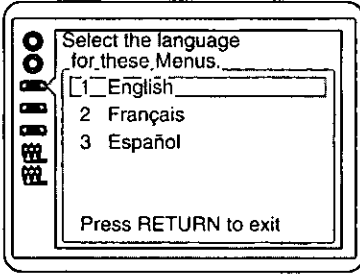 Select the language
for these Menus.
1 English
2 Français
3 Español
Press RETURN to exit